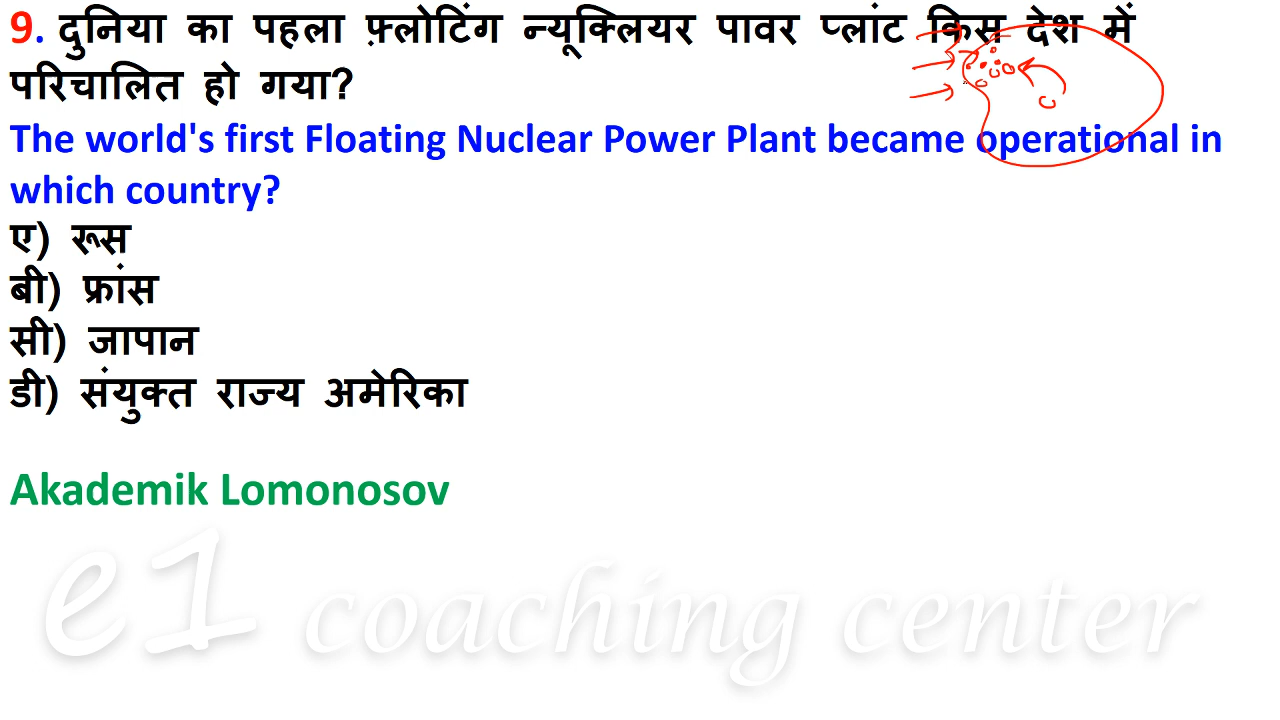 9. दुनिया का पहला फ़्लोटिंग न्यूक्लियर पावर प्लांट किस देश में
परिचालित हो गया?
The world's first Floating Nuclear Power Plant became operational in
which country?
ए) रूस
बी) फ्रांस
सी) जापान
डी) संयुक्त राज्य अमेरिका
Akademik Lomonosov
e1 coaching center